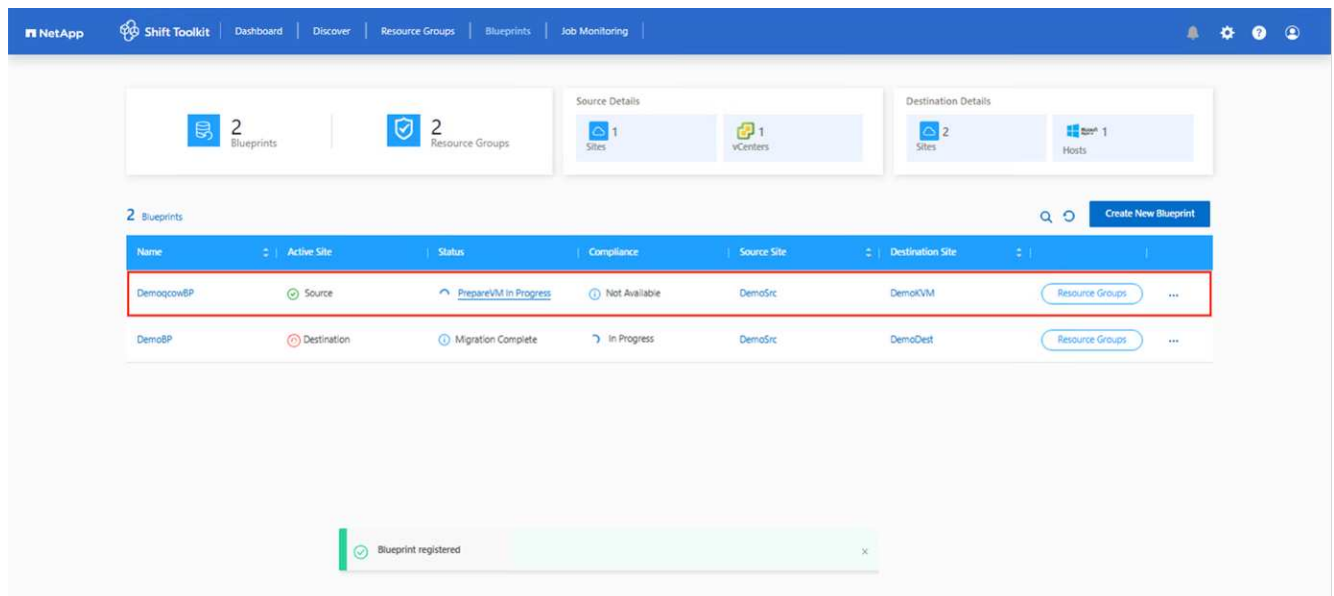 NetApp
Shift Toolkit
Dashboard
Discover
Resource Groups
Blueprints
Job Monitoring
2
Blueprints
2
Resource Groups
Source Details
1
Sites
1
vCenters
Destination Details
2
Sites
1
Hosts
2 Blueprints
Create New Blueprint
Name
Active Site
Status
Compliance
Source Site
Destination Site
DemoqcowBP
Source
PrepareVM In Progress
Not Available
DemoSrc
DemoKVM
Resource Groups
...
DemoBP
Destination
Migration Complete
In Progress
DemoSrc
DemoDest
Resource Groups
...
Blueprint registered